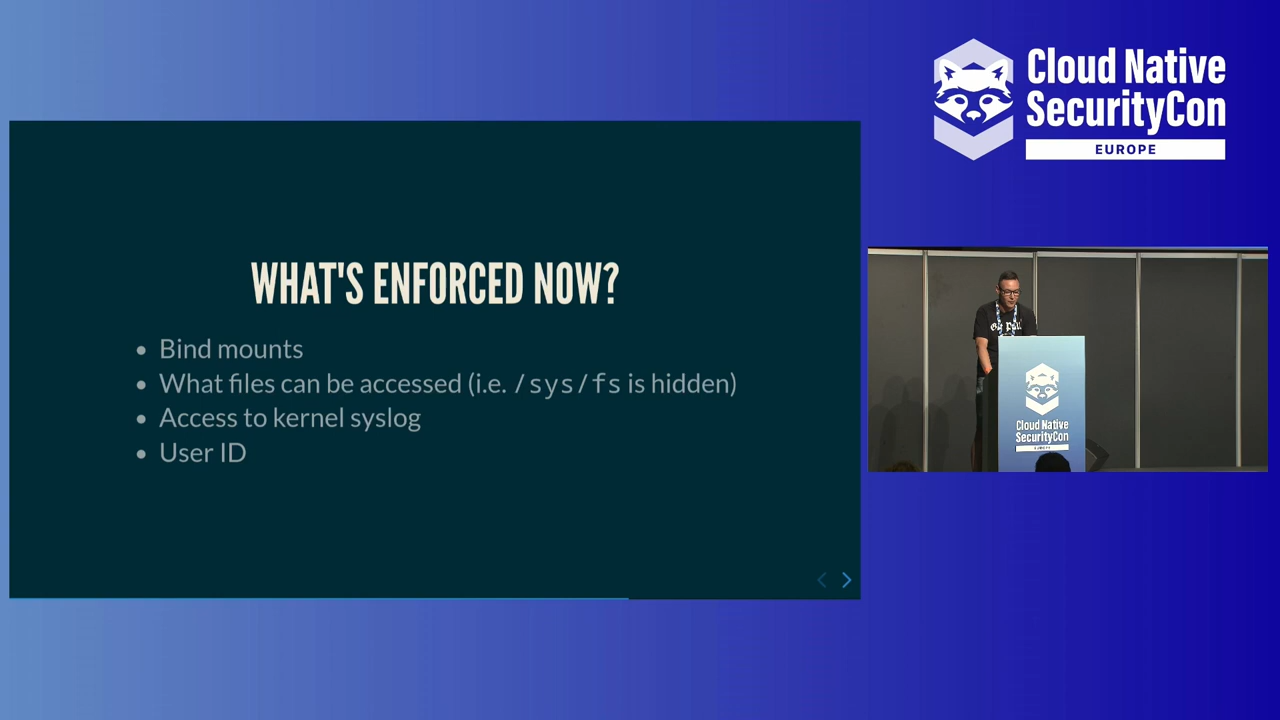 Cloud Native
SecurityCon
EUROPE
WHAT'S ENFORCED NOW?
Bind mounts
What files can be accessed (i.e. /sys/fs is hidden)
Access to kernel syslog
User ID
Cloud Native
SecurityCon
EUROPE